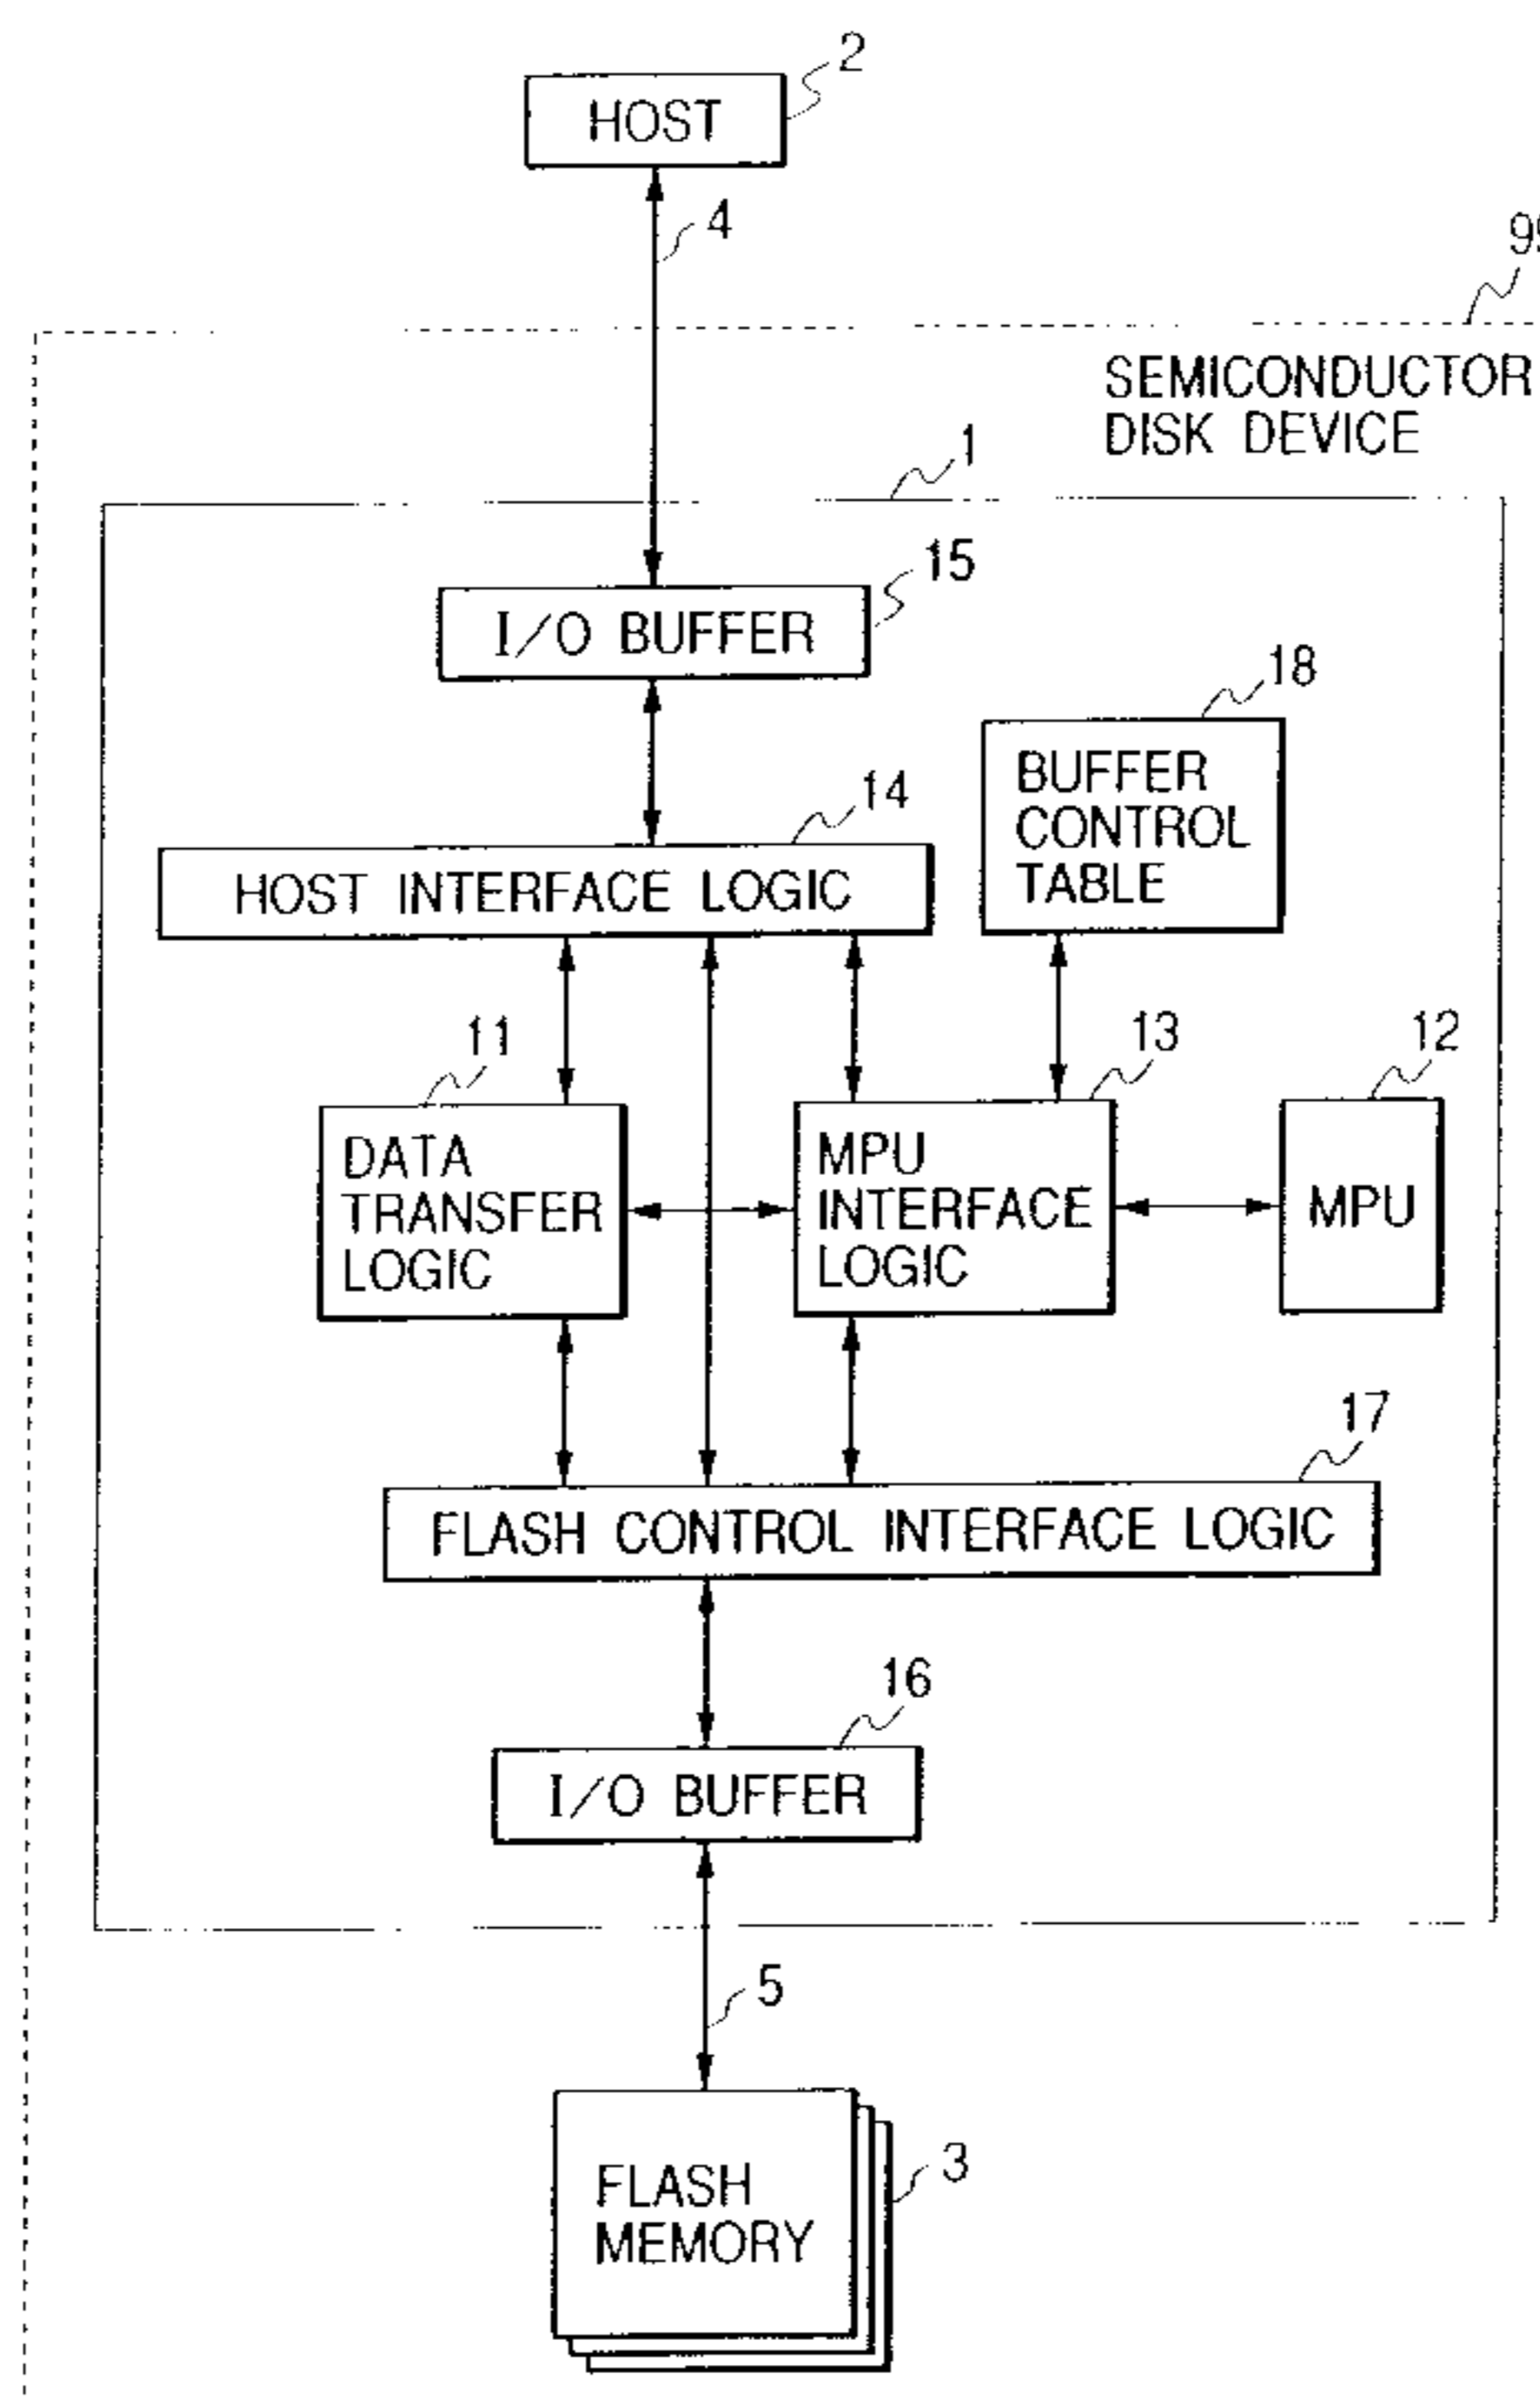 2
HOST
4
SEMICONDUCTOR
DISK DEVICE
1
15
I/O BUFFER
18
BUFFER
CONTROL
TABLE
14
HOST INTERFACE LOGIC
11
13
12
DATA
TRANSFER
LOGIC
MPU
INTERFACE
LOGIC
MPU
17
FLASH CONTROL INTERFACE LOGIC
16
I/O BUFFER
5
3
FLASH
MEMORY